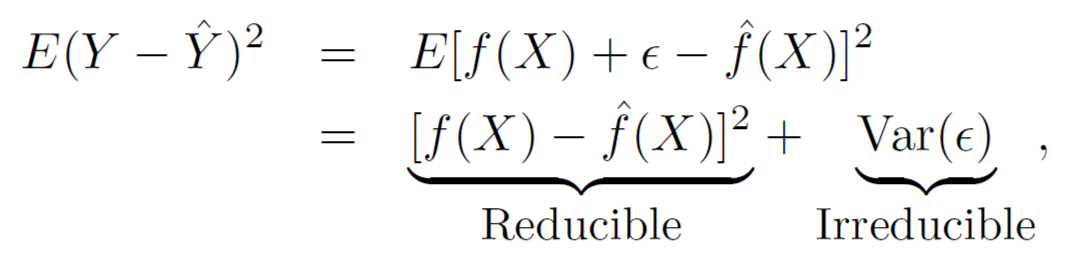 E(Y − Ŷ)² = E[f(X) + ϵ − f̂(X)]²
= [f(X) − f̂(X)]² + Var(ϵ) ,
Reducible Irreducible